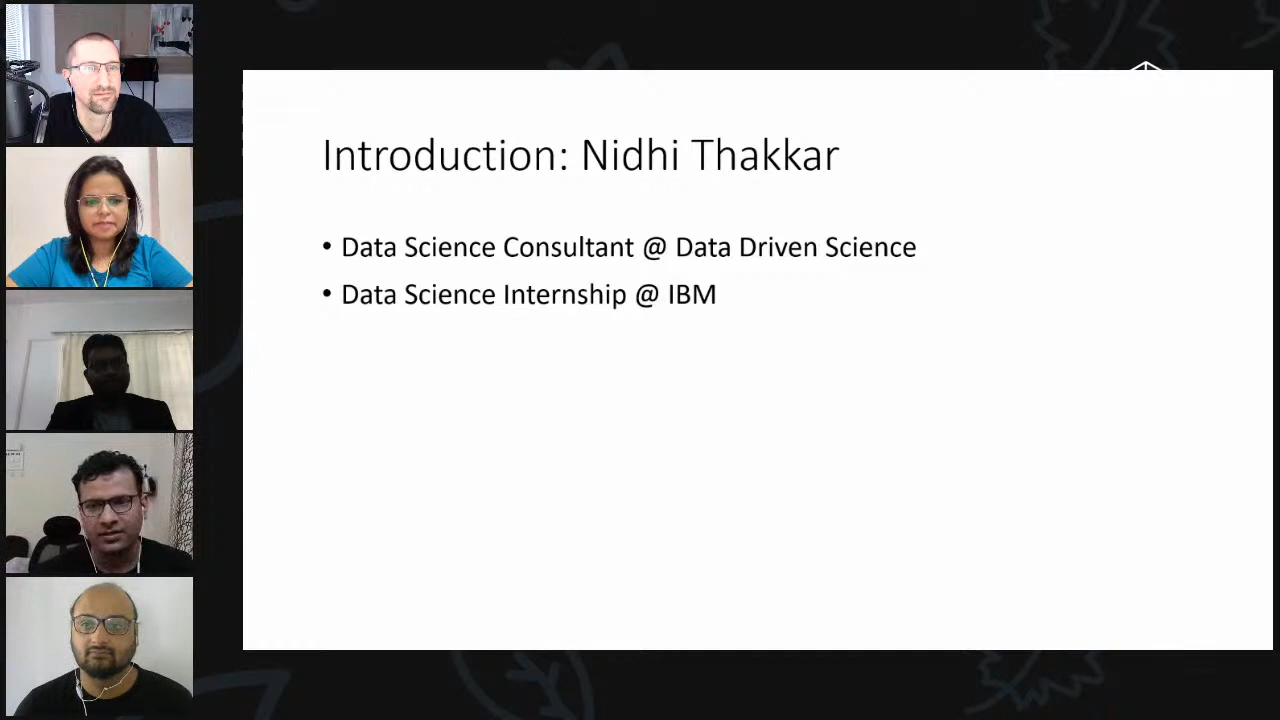 Introduction: Nidhi Thakkar
• Data Science Consultant @ Data Driven Science
• Data Science Internship @ IBM